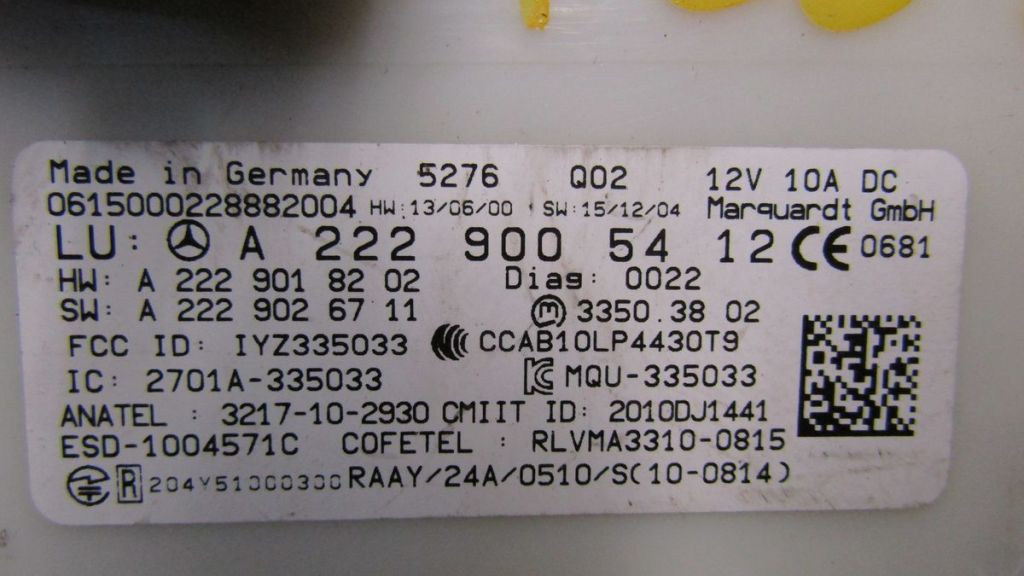 Made in Germany 5276 Q02 12V 10A DC
0615000228882004 HW:13/06/00 SW:15/12/04 Marquardt GmbH
LU: A 222 900 54 12 CE 0681
HW: A 222 901 82 02 Diag: 0022
SW: A 222 902 67 11 m 3350.38 02
FCC ID: IYZ335033 CCAB10LP4430T9
IC: 2701A-335033 KC MQU-335033
ANATEL : 3217-10-2930 CMIIT ID: 2010DJ1441
ESD-1004571C COFETEL : RLVMA3310-0815
R 204Y51000300 RAAY/24A/0510/S(10-0814)